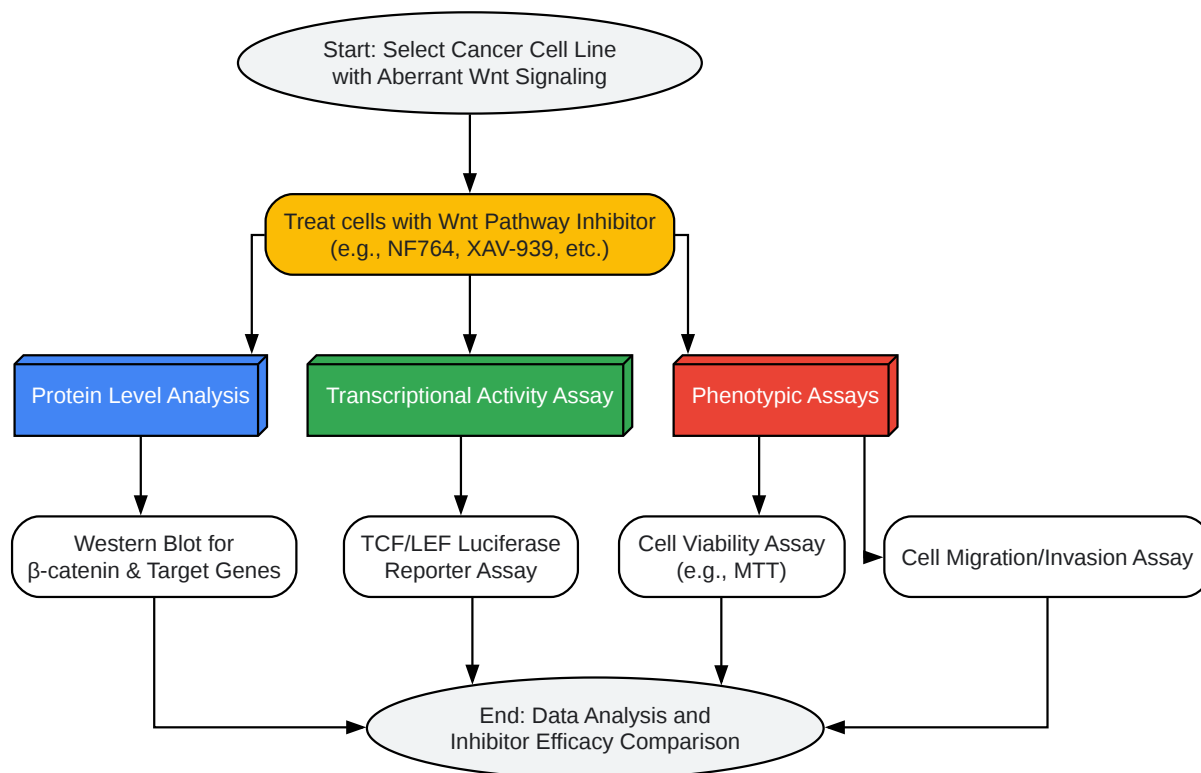 Start: Select Cancer Cell Line
with Aberrant Wnt Signaling
Treat cells with Wnt Pathway Inhibitor
(e.g., NF764, XAV-939, etc.)
Protein Level Analysis
Transcriptional Activity Assay
Phenotypic Assays
Western Blot for
β-catenin & Target Genes
TCF/LEF Luciferase
Reporter Assay
Cell Viability Assay
(e.g., MTT)
Cell Migration/Invasion Assay
End: Data Analysis and
Inhibitor Efficacy Comparison